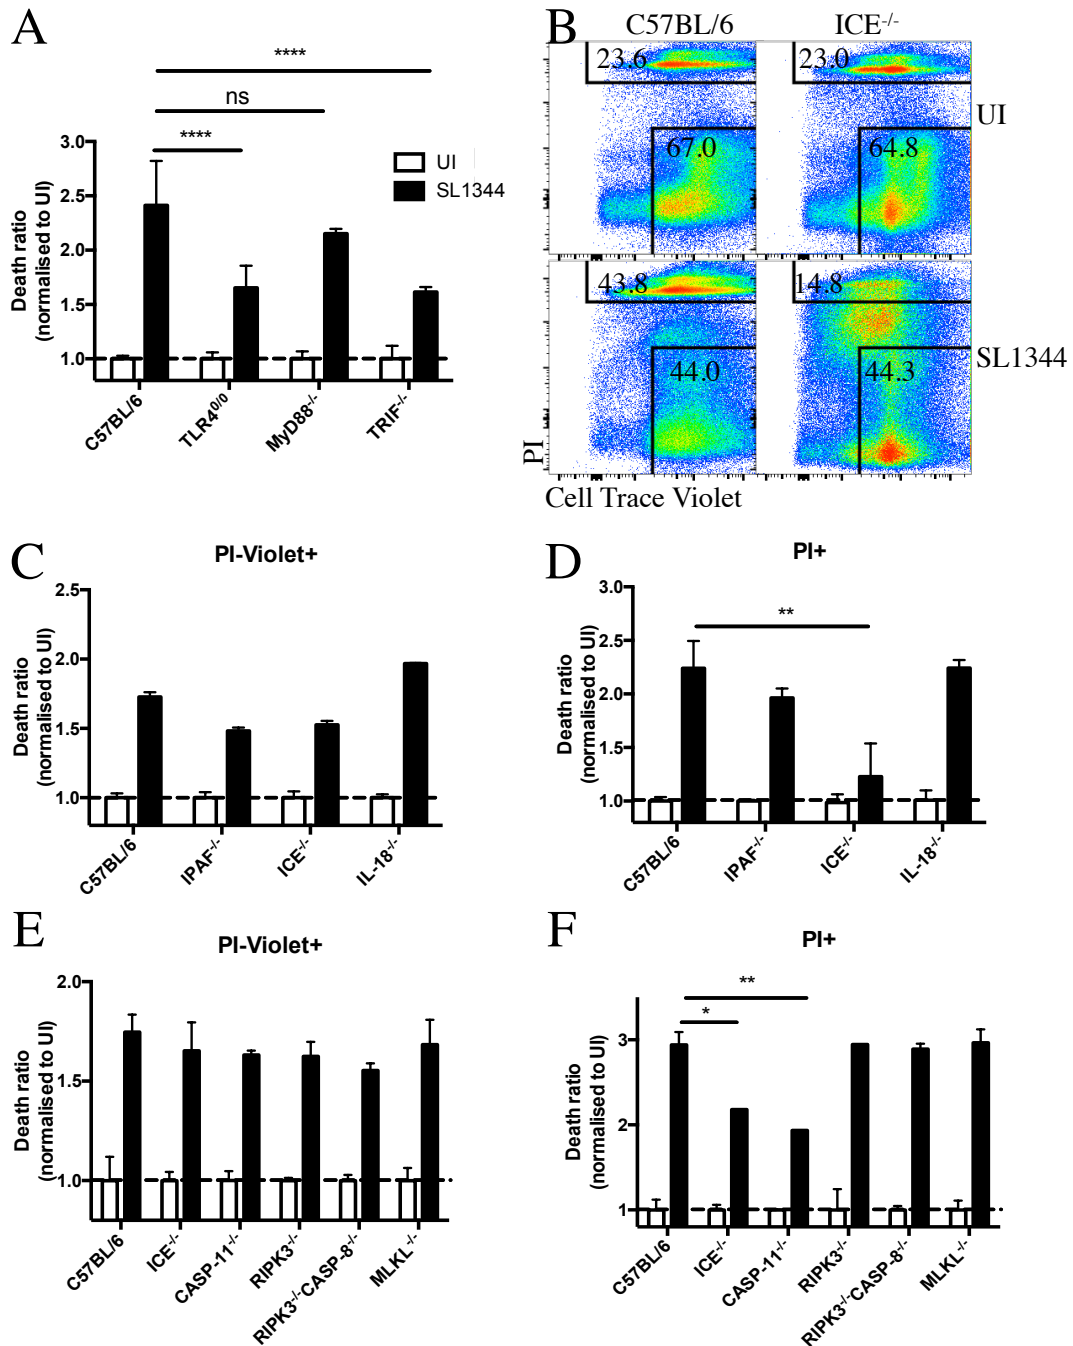 A
****
ns
****
Death ratio
(normalised to UI)
3.0
2.5
2.0
1.5
1.0
UI
SL1344
C57BL/6
TLR40/0
MyD88-/-
TRIF-/-
B
C57BL/6
ICE-/-
23.6
23.0
UI
67.0
64.8
43.8
14.8
SL1344
44.0
44.3
PI
Cell Trace Violet
C
PI-Violet+
Death ratio
(normalised to UI)
2.5
2.0
1.5
1.0
C57BL/6
IPAF-/-
ICE-/-
IL-18-/-
D
PI+
**
Death ratio
(normalised to UI)
3.0
2.5
2.0
1.5
1.0
C57BL/6
IPAF-/-
ICE-/-
IL-18-/-
E
PI-Violet+
Death ratio
(normalised to UI)
2.0
1.5
1.0
C57BL/6
ICE-/-
CASP-11-/-
RIPK3-/-
RIPK3-/-CASP-8-/-
MLKL-/-
F
PI+
**
*
Death ratio
(normalised to UI)
3
2
1
C57BL/6
ICE-/-
CASP-11-/-
RIPK3-/-
RIPK3-/-CASP-8-/-
MLKL-/-